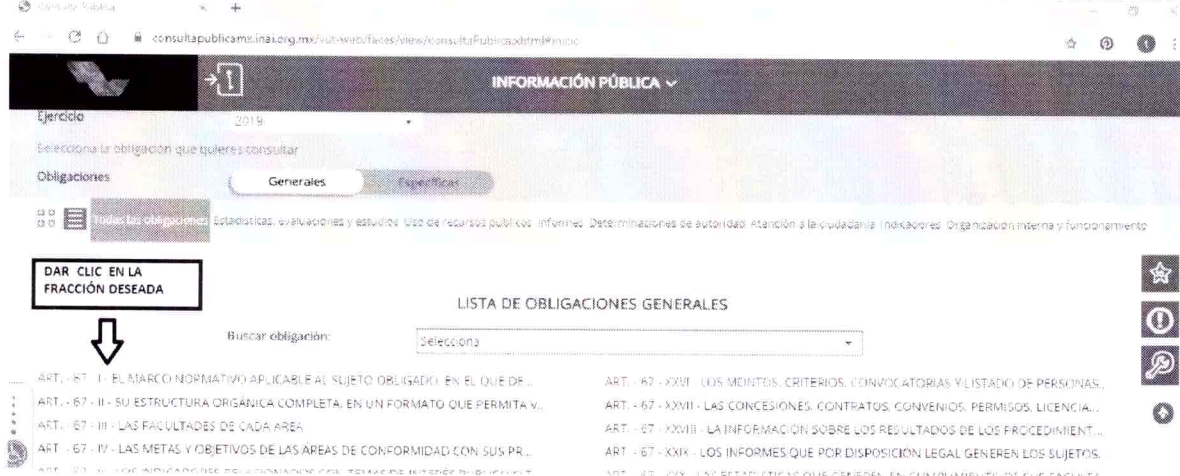 Consulta Pública
consultapublicamx.inai.org.mx/vut-web/faces/view/consultaPublica.xhtml#inicio
INFORMACIÓN PÚBLICA
Ejercicio
2019
Selecciona la obligación que quieres consultar
Obligaciones
Generales
Específicas
Todas las obligaciones Estadísticas, evaluaciones y estudios Uso de recursos públicos Informes Determinaciones de autoridad Atención a la ciudadanía Indicadores Organización interna y funcionamiento
DAR CLIC EN LA
FRACCIÓN DESEADA
LISTA DE OBLIGACIONES GENERALES
Buscar obligación:
Selecciona
ART. - 67 - I - EL MARCO NORMATIVO APLICABLE AL SUJETO OBLIGADO, EN EL QUE DE...
ART. - 67 - II - SU ESTRUCTURA ORGÁNICA COMPLETA, EN UN FORMATO QUE PERMITA V...
ART. - 67 - III - LAS FACULTADES DE CADA ÁREA
ART. - 67 - IV - LAS METAS Y OBJETIVOS DE LAS ÁREAS DE CONFORMIDAD CON SUS PR...
ART. - 67 - XXVI - LOS MONTOS, CRITERIOS, CONVOCATORIAS Y LISTADO DE PERSONAS...
ART. - 67 - XXVII - LAS CONCESIONES, CONTRATOS, CONVENIOS, PERMISOS, LICENCIA...
ART. - 67 - XXVIII - LA INFORMACIÓN SOBRE LOS RESULTADOS DE LOS PROCEDIMIENT...
ART. - 67 - XXIX - LOS INFORMES QUE POR DISPOSICIÓN LEGAL GENEREN LOS SUJETOS...